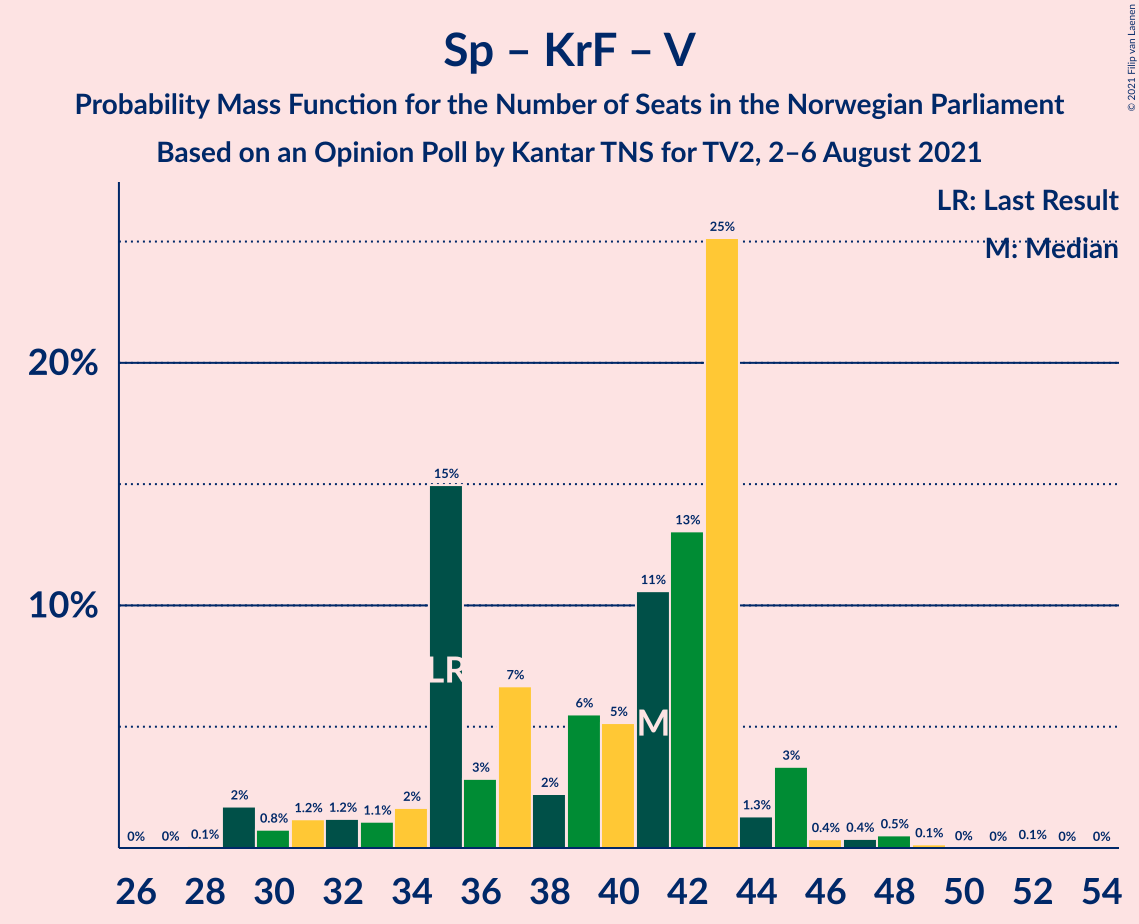 Sp – KrF – V
Probability Mass Function for the Number of Seats in the Norwegian Parliament
Based on an Opinion Poll by Kantar TNS for TV2, 2–6 August 2021
© 2021 Filip van Laenen
LR: Last Result
M: Median
20%
10%
0% 0% 0.1% 2% 0.8% 1.2% 1.2% 1.1% 2% 15% 3% 7% 2% 6% 5% 11% 13% 25% 1.3% 3% 0.4% 0.4% 0.5% 0.1% 0% 0% 0.1% 0% 0%
LR
M
26 28 30 32 34 36 38 40 42 44 46 48 50 52 54